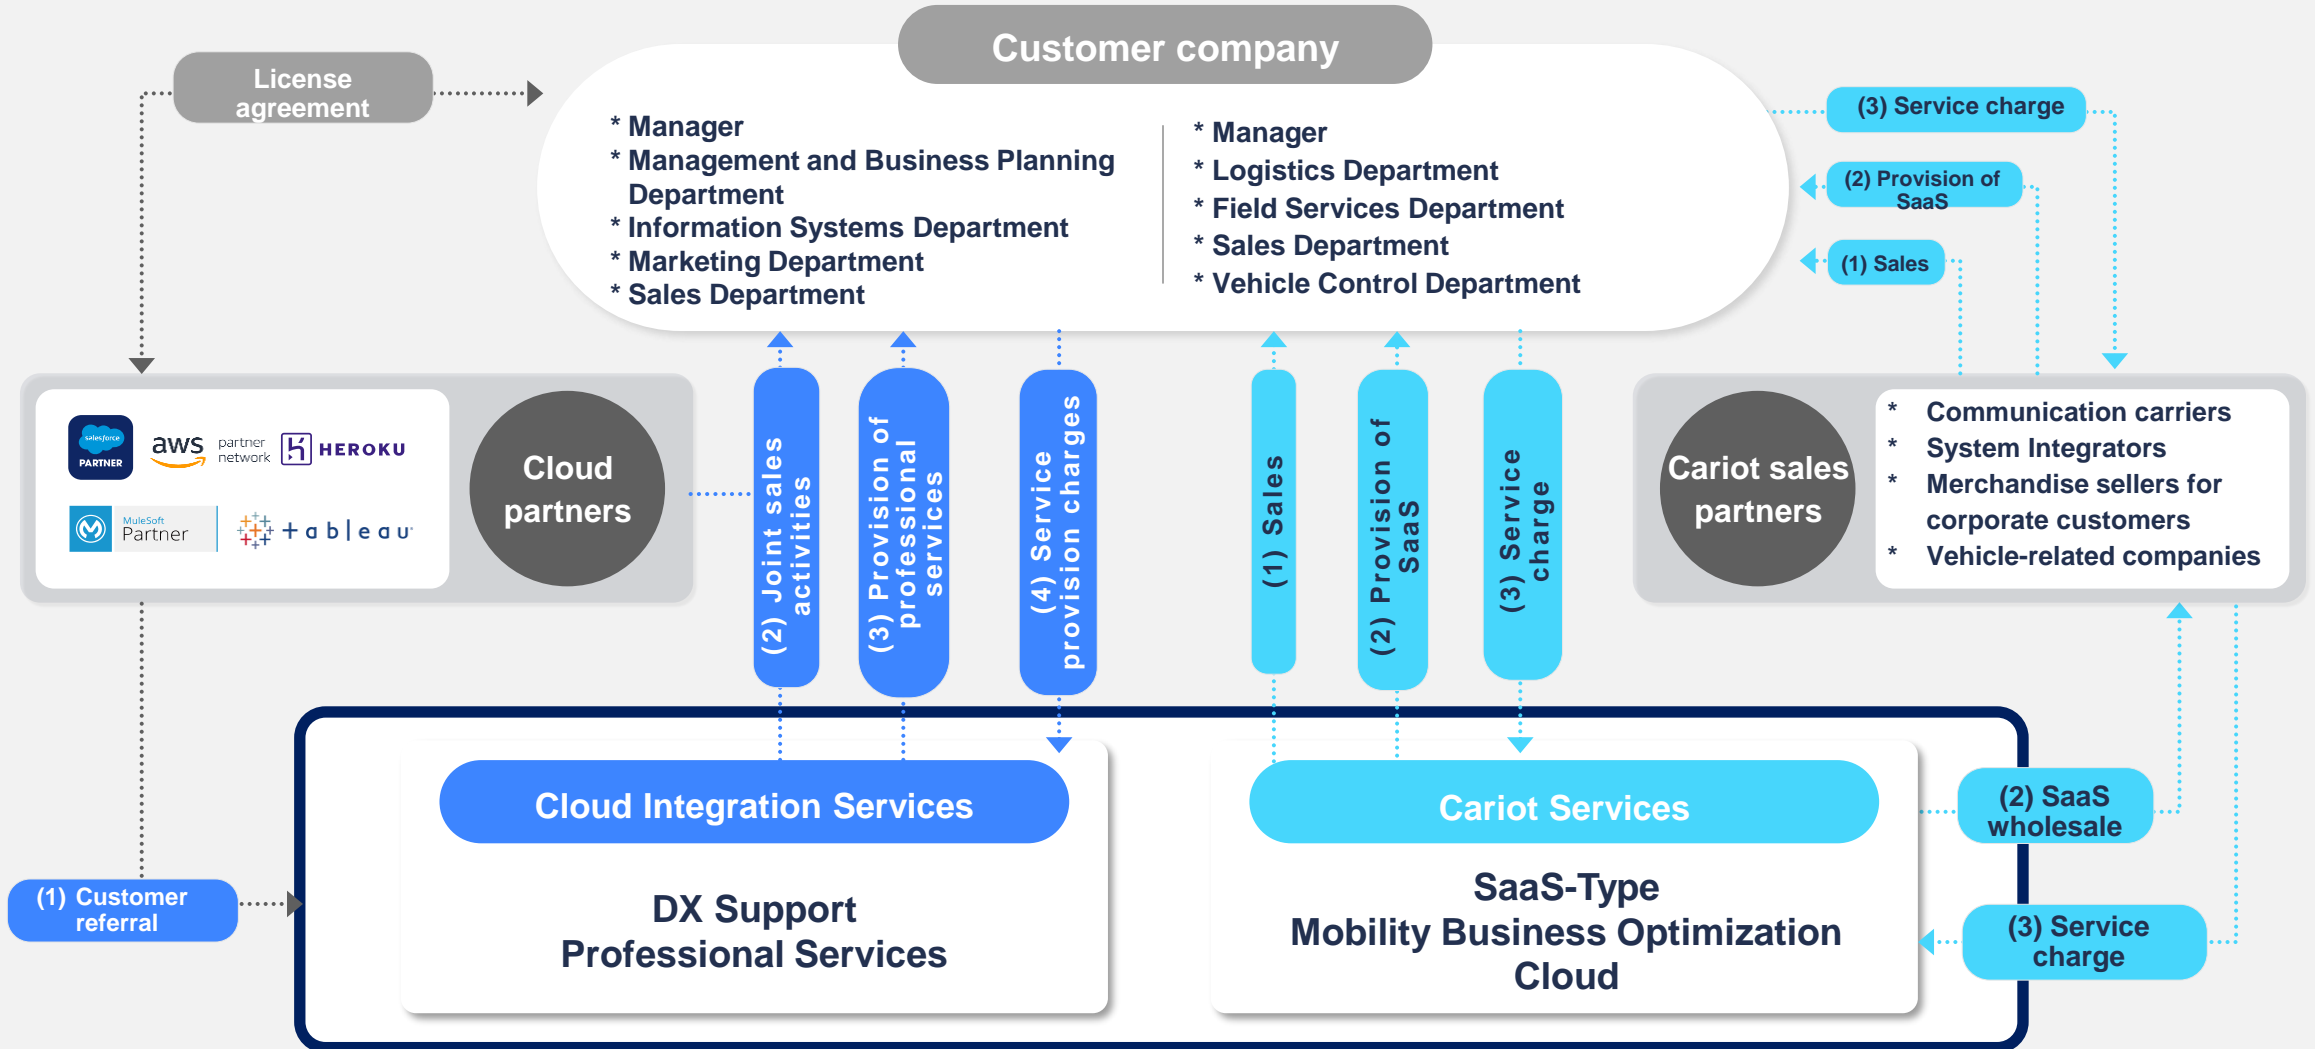 Customer company
License
agreement
* Manager
* Management and Business Planning
Department
* Information Systems Department
* Marketing Department
* Sales Department
* Manager
* Logistics Department
* Field Services Department
* Sales Department
* Vehicle Control Department
(3) Service charge
(2) Provision of
SaaS
(1) Sales
salesforce
PARTNER
aws partner
network
HEROKU
MuleSoft
Partner
+ableau
Cloud
partners
(2) Joint sales
activities
(3) Provision of
professional
services
(4) Service
provision charges
(1) Sales
(2) Provision of
SaaS
(3) Service
charge
Cariot sales
partners
* Communication carriers
* System Integrators
* Merchandise sellers for
corporate customers
* Vehicle-related companies
Cloud Integration Services
DX Support
Professional Services
Cariot Services
SaaS-Type
Mobility Business Optimization
Cloud
(1) Customer
referral
(2) SaaS
wholesale
(3) Service
charge